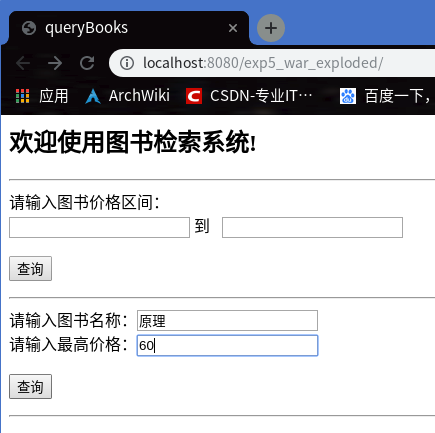 queryBooks
localhost:8080/exp5_war_exploded/
应用 ArchWiki CSDN-专业IT… 百度一下，
欢迎使用图书检索系统!
请输入图书价格区间：
到
查询
请输入图书名称：原理
请输入最高价格：60
查询